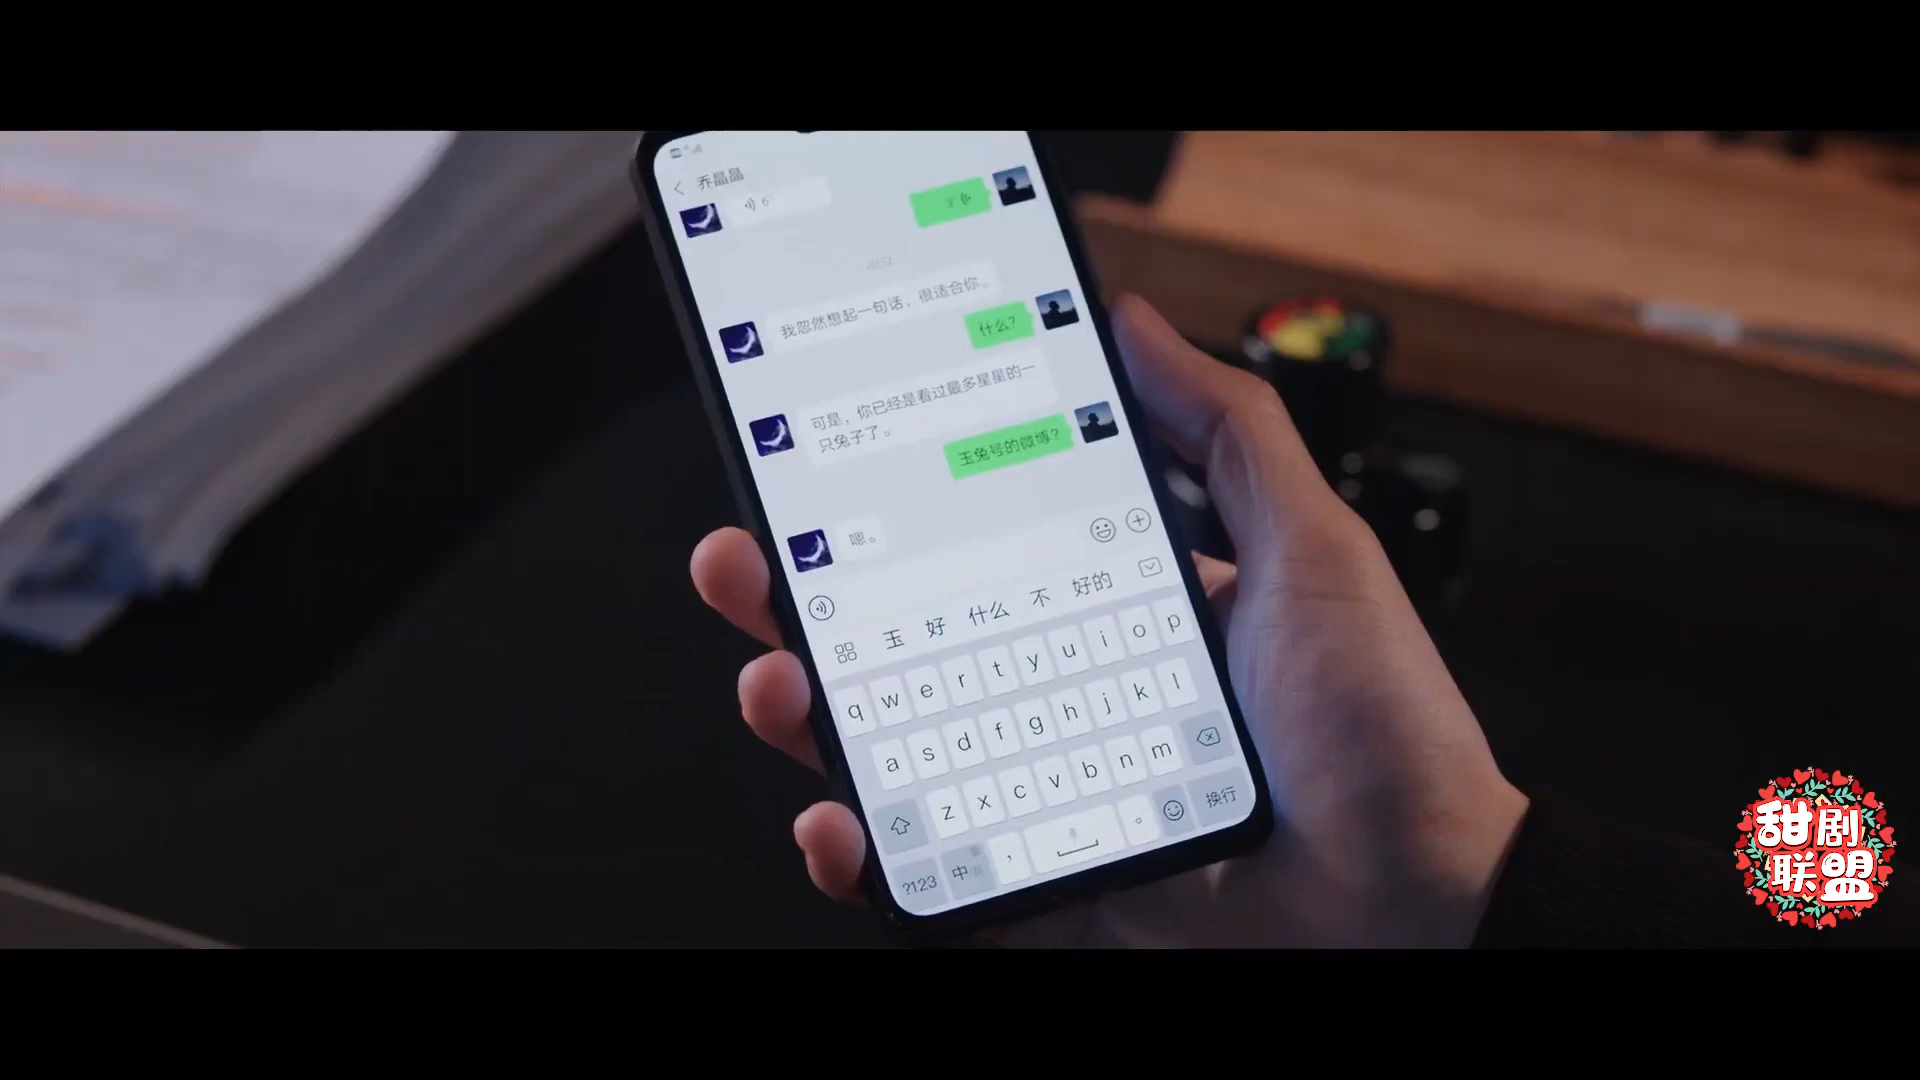 乔晶晶
6
我忽然想起一句话，很适合你。
什么？
可是，你已经是看过最多星星的一
只兔子了。
玉兔号的微博？
嗯。
玉 好 什么 不 好的
q w e r t y u i o p
a s d f g h j k l
z x c v b n m
?123 中 ， 。 换行
甜剧
联盟